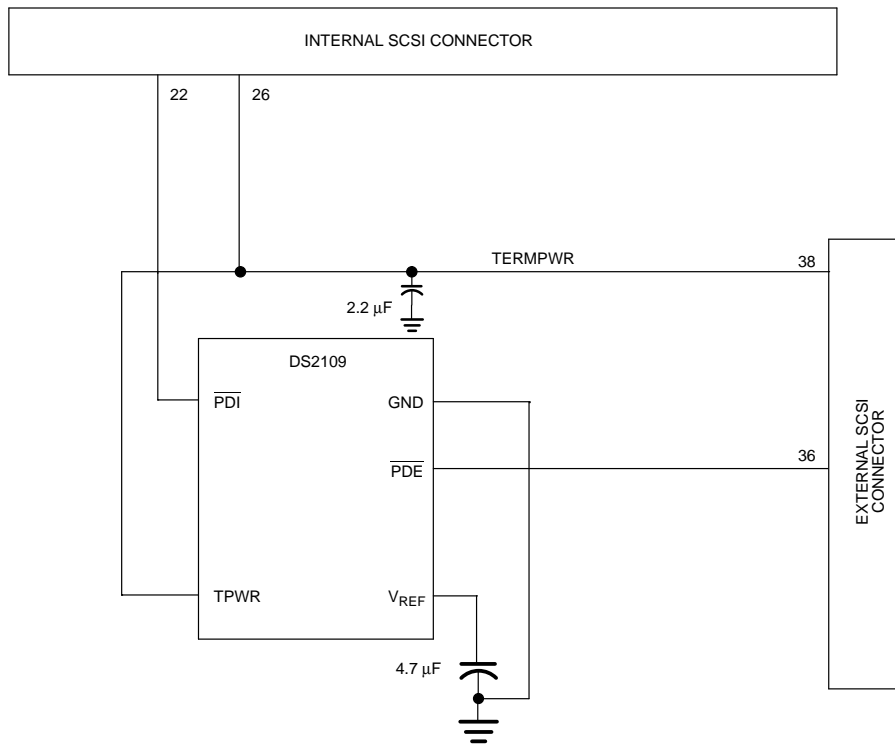 INTERNAL SCSI CONNECTOR
22
26
TERMPWR
38
2.2 μF
DS2109
PDI
GND
PDE
36
EXTERNAL SCSI
CONNECTOR
TPWR
VREF
4.7 μF